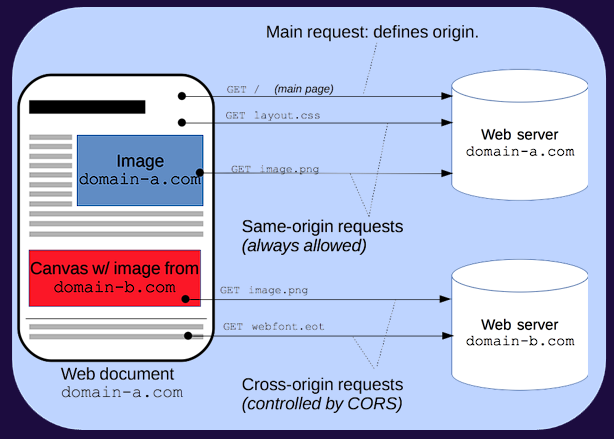 Main request: defines origin.
GET / (main page)
GET layout.css
Web server
domain-a.com
Image
domain-a.com
GET image.png
Same-origin requests
(always allowed)
Canvas w/ image from
domain-b.com
GET image.png
GET webfont.eot
Web server
domain-b.com
Web document
domain-a.com
Cross-origin requests
(controlled by CORS)